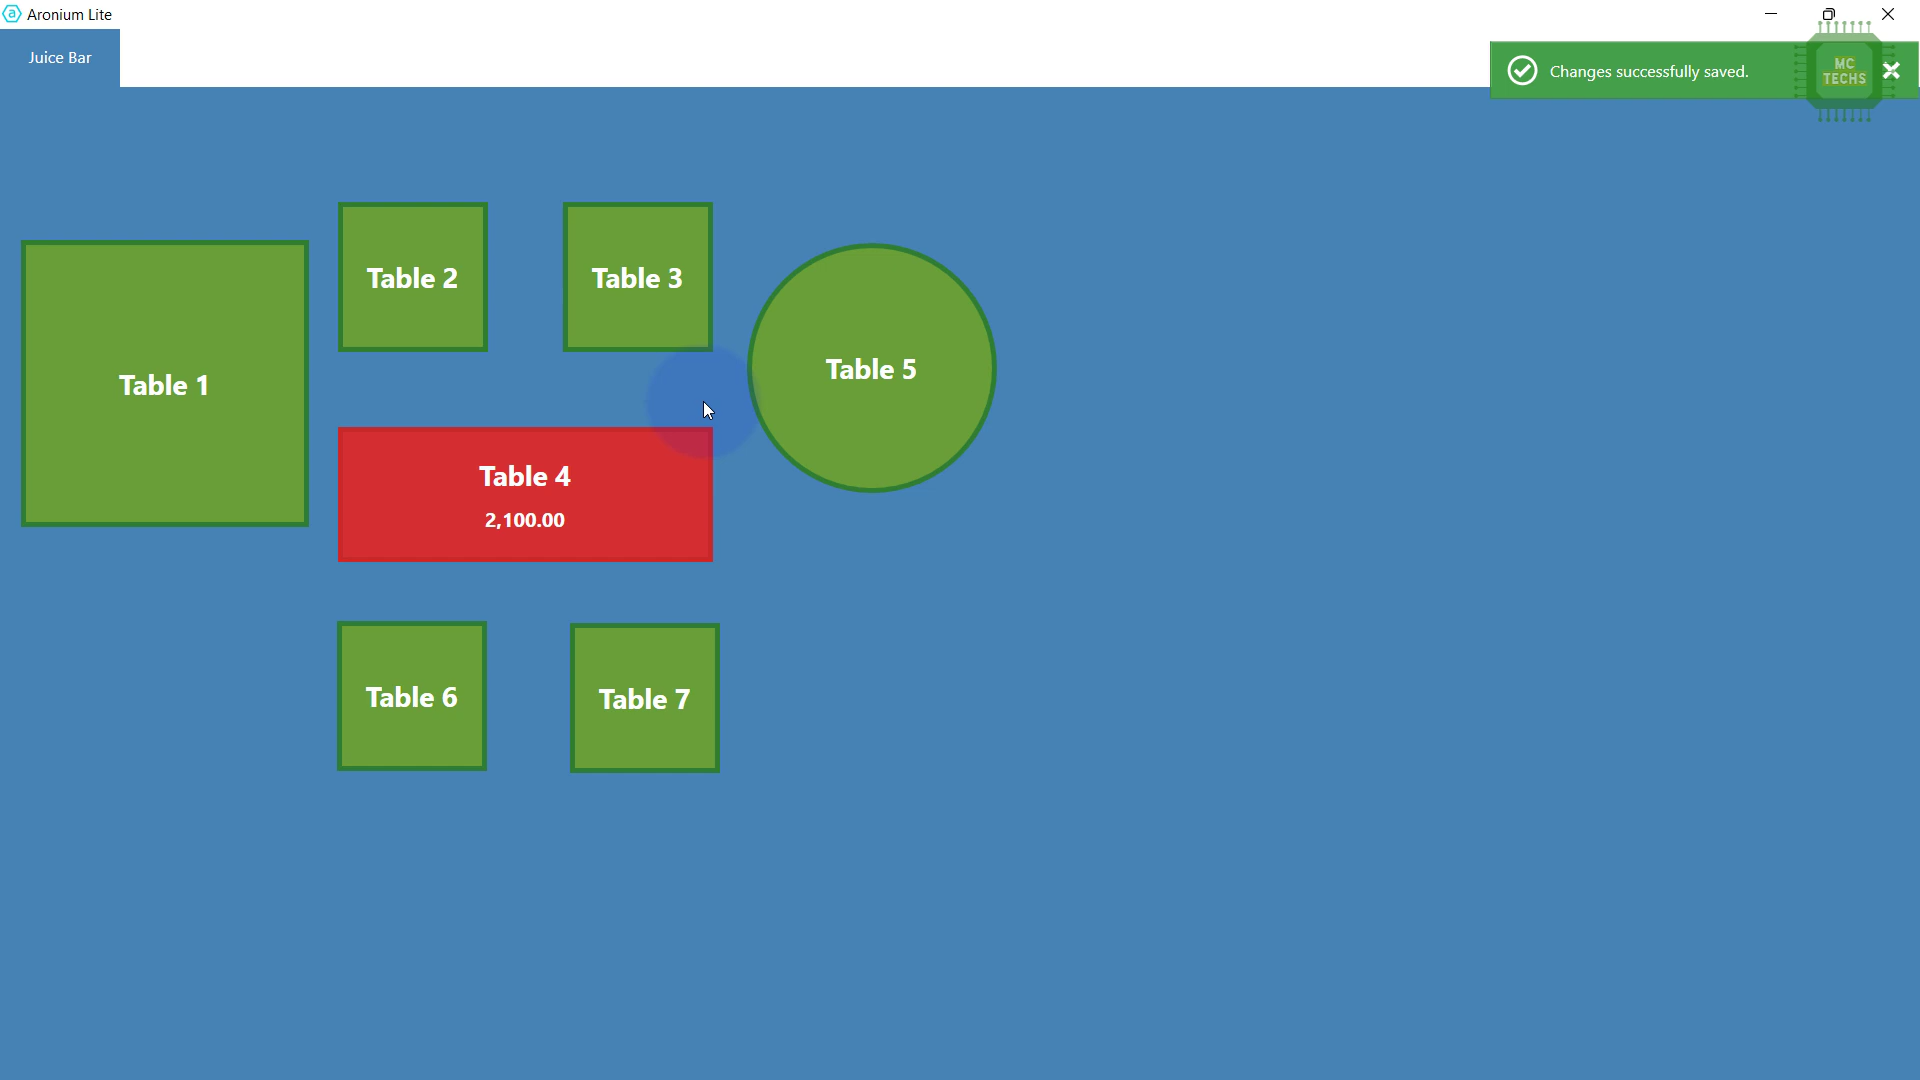 Aronium Lite
Juice Bar
Changes successfully saved.
MC
TECHS
Table 2
Table 3
Table 5
Table 1
Table 4
2,100.00
Table 6
Table 7